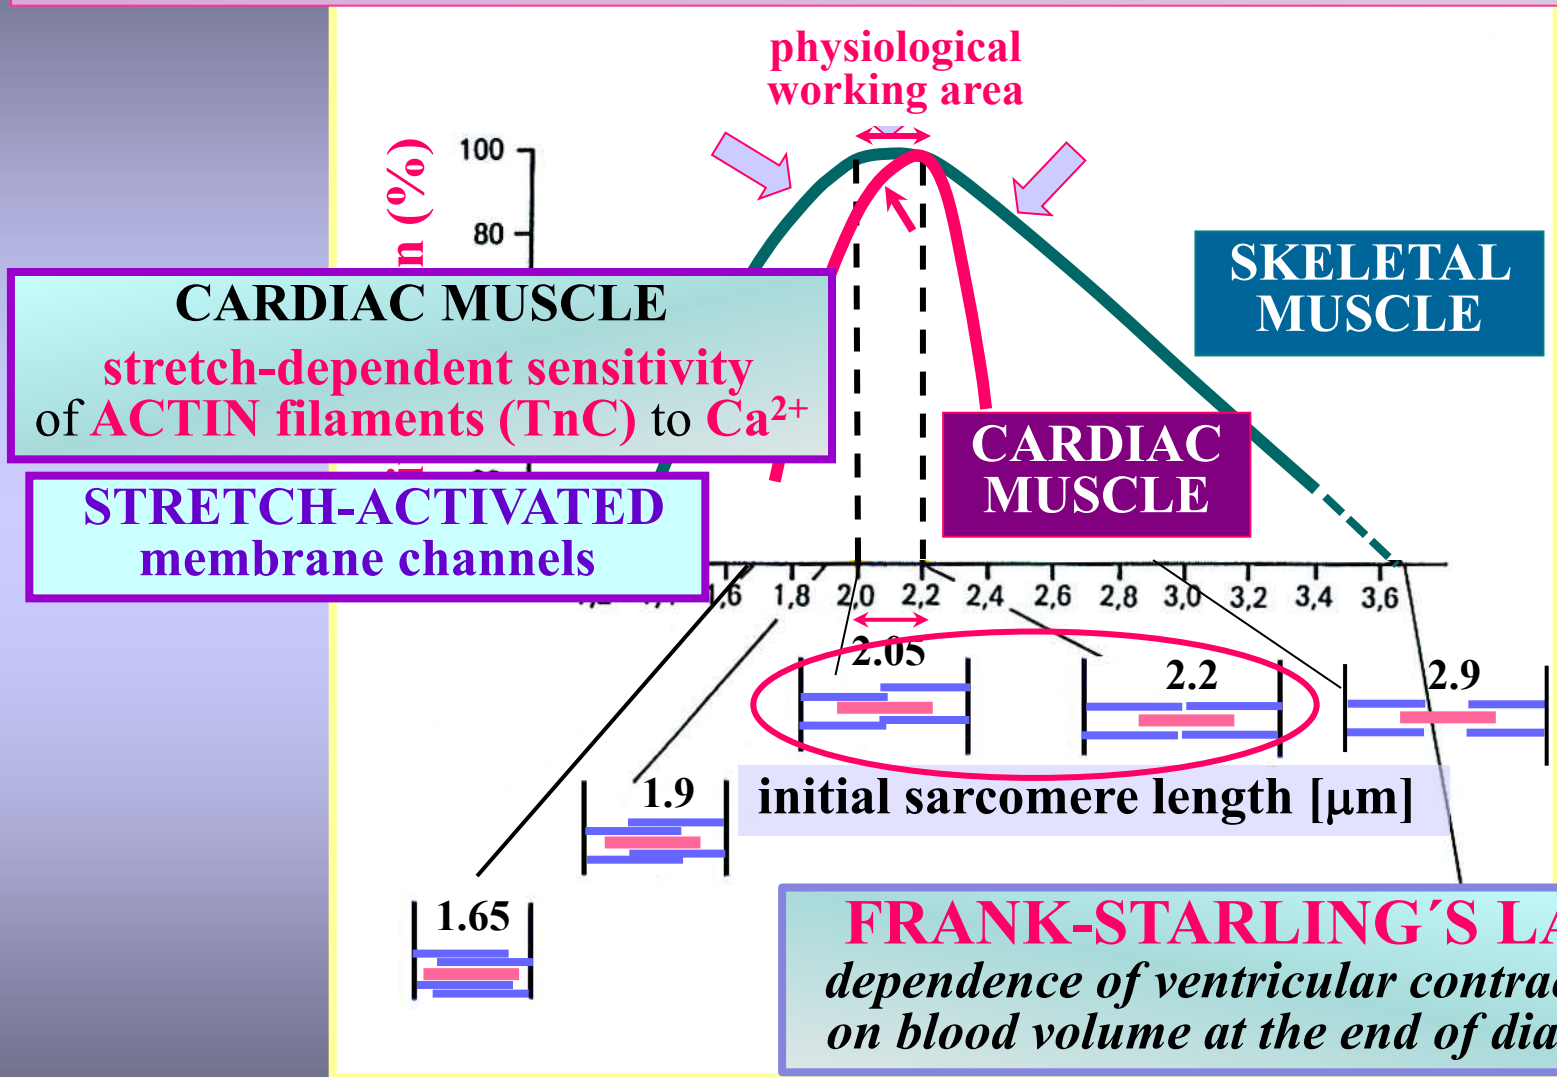 physiological
working area
100
(%)
80
SKELETAL
MUSCLE
CARDIAC MUSCLE
stretch-dependent sensitivity
of ACTIN filaments (TnC) to Ca²⁺
CARDIAC
MUSCLE
STRETCH-ACTIVATED
membrane channels
1,8 2,0 2,2 2,4 2,6 2,8 3,0 3,2 3,4 3,6
2.05
2.2
2.9
1.9
initial sarcomere length [μm]
1.65
FRANK-STARLING´S
dependence of ventricular
on blood volume at the end of